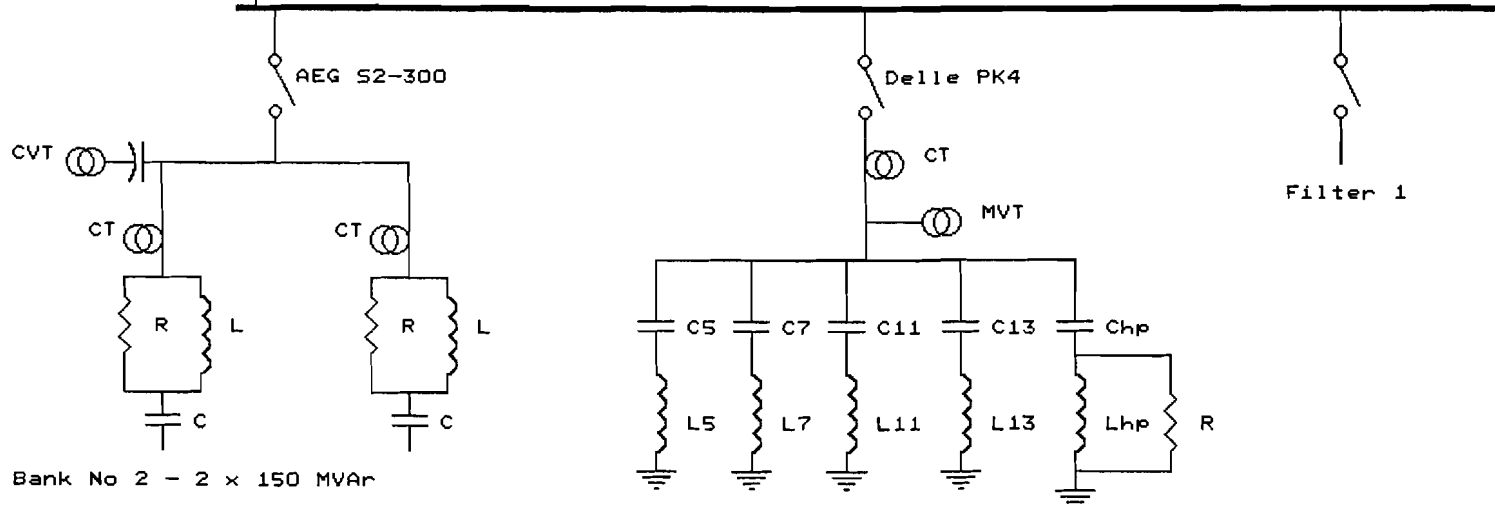 AEG S2-300
Delle PK4
CVT
CT
MVT
Filter 1
CT
CT
R
L
R
L
C5
C7
C11
C13
Chp
L5
L7
L11
L13
Lhp
R
C
C
Bank No 2 - 2 x 150 MVAr